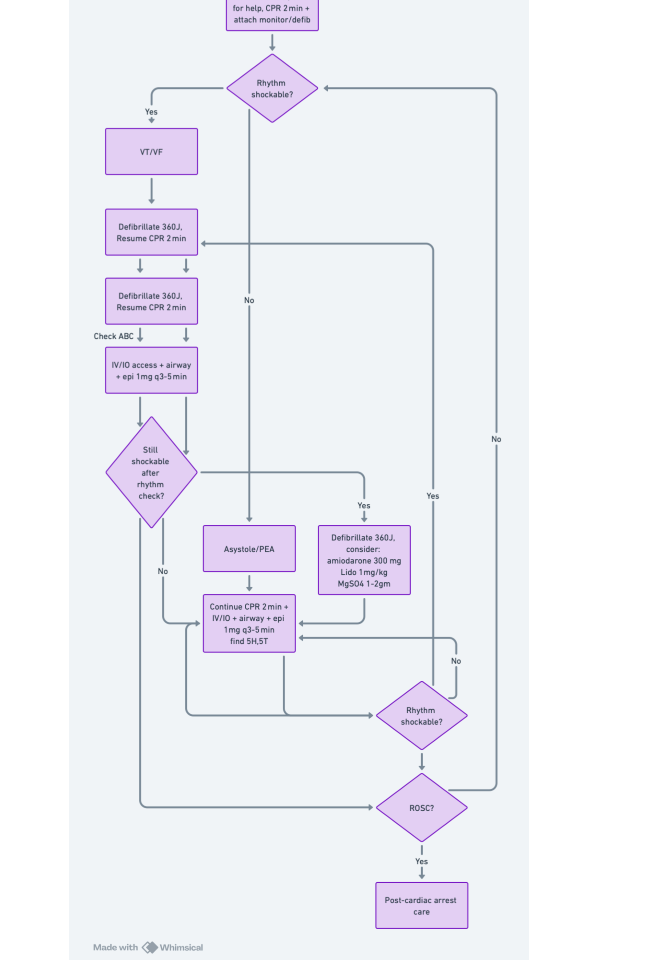 for help, CPR 2 min +
attach monitor/defib
Rhythm
shockable?
Yes
VT/VF
Defibrillate 360J,
Resume CPR 2 min
No
Defibrillate 360J,
Resume CPR 2 min
Check ABC
IV/IO access + airway
+ epi 1mg q3-5 min
No
Still
shockable
after
rhythm
check?
Yes
Yes
Asystole/PEA
Defibrillate 360J,
consider:
amiodarone 300 mg
Lido 1mg/kg
MgSO4 1-2gm
No
Continue CPR 2 min +
IV/IO + airway + epi
1mg q3-5 min
find 5H,5T
No
Rhythm
shockable?
ROSC?
Yes
Post-cardiac arrest
care
Made with Whimsical